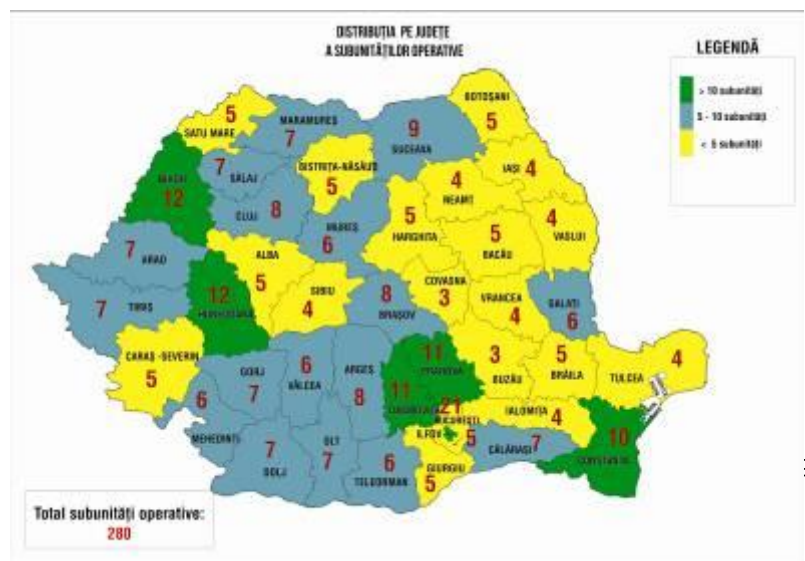 DISTRIBUȚIA PE JUDEȚE
A SUBUNITĂȚILOR OPERATIVE
LEGENDĂ
> 10 subunități
5 - 10 subunități
< 5 subunități
BOTOȘANI
5
5
SATU MARE
MARAMUREȘ
7
9
SUCEAVA
IAȘI 4
7
SĂLAJ
BISTRIȚA-NĂSĂUD
5
4
NEAMȚ
BIHOR
12
CLUJ 8
MUREȘ
6
5
HARGHITA
5
BACĂU
4
VASLUI
7
ARAD
ALBA
5
SIBIU
4
8
BRAȘOV
COVASNA
3
VRANCEA
4
GALAȚI
6
7
TIMIȘ
12
HUNEDOARA
CARAȘ -SEVERIN
5
GORJ
7
6
VÂLCEA
ARGEȘ
8
11
PRAHOVA
11
DÂMBOVIȚA
3
BUZĂU
5
BRĂILA
TULCEA
4
6
MEHEDINȚI
7
DOLJ
OLT
7
6
TELEORMAN
21
BUCUREȘTI
ILFOV
5
GIURGIU
5
IALOMIȚA 4
CĂLĂRAȘI 7
10
CONSTANȚA
Total subunități operative:
280